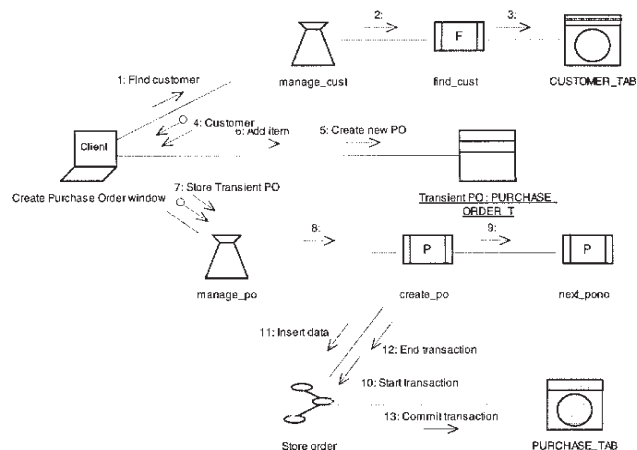 2:
3:
F
manage_cust
find_cust
CUSTOMER_TAB
1: Find customer
4: Customer
6: Add item
5: Create new PO
Client
Create Purchase Order window
7: Store Transient PO
Transient PO: PURCHASE_
ORDER_T
8:
9:
P
P
manage_po
create_po
next_pono
11: Insert data
12: End transaction
10: Start transaction
13: Commit transaction
Store order
PURCHASE_TAB